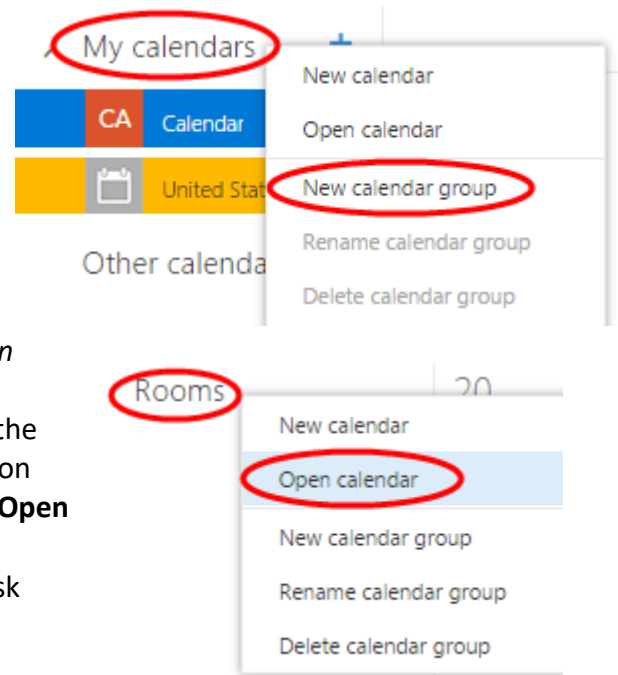 My calendars +
New calendar
CA Calendar
Open calendar
United Stat
New calendar group
Rename calendar group
Other calenda
Delete calendar group
n
Rooms 20
the
New calendar
on
Open calendar
Open
New calendar group
sk
Rename calendar group
Delete calendar group